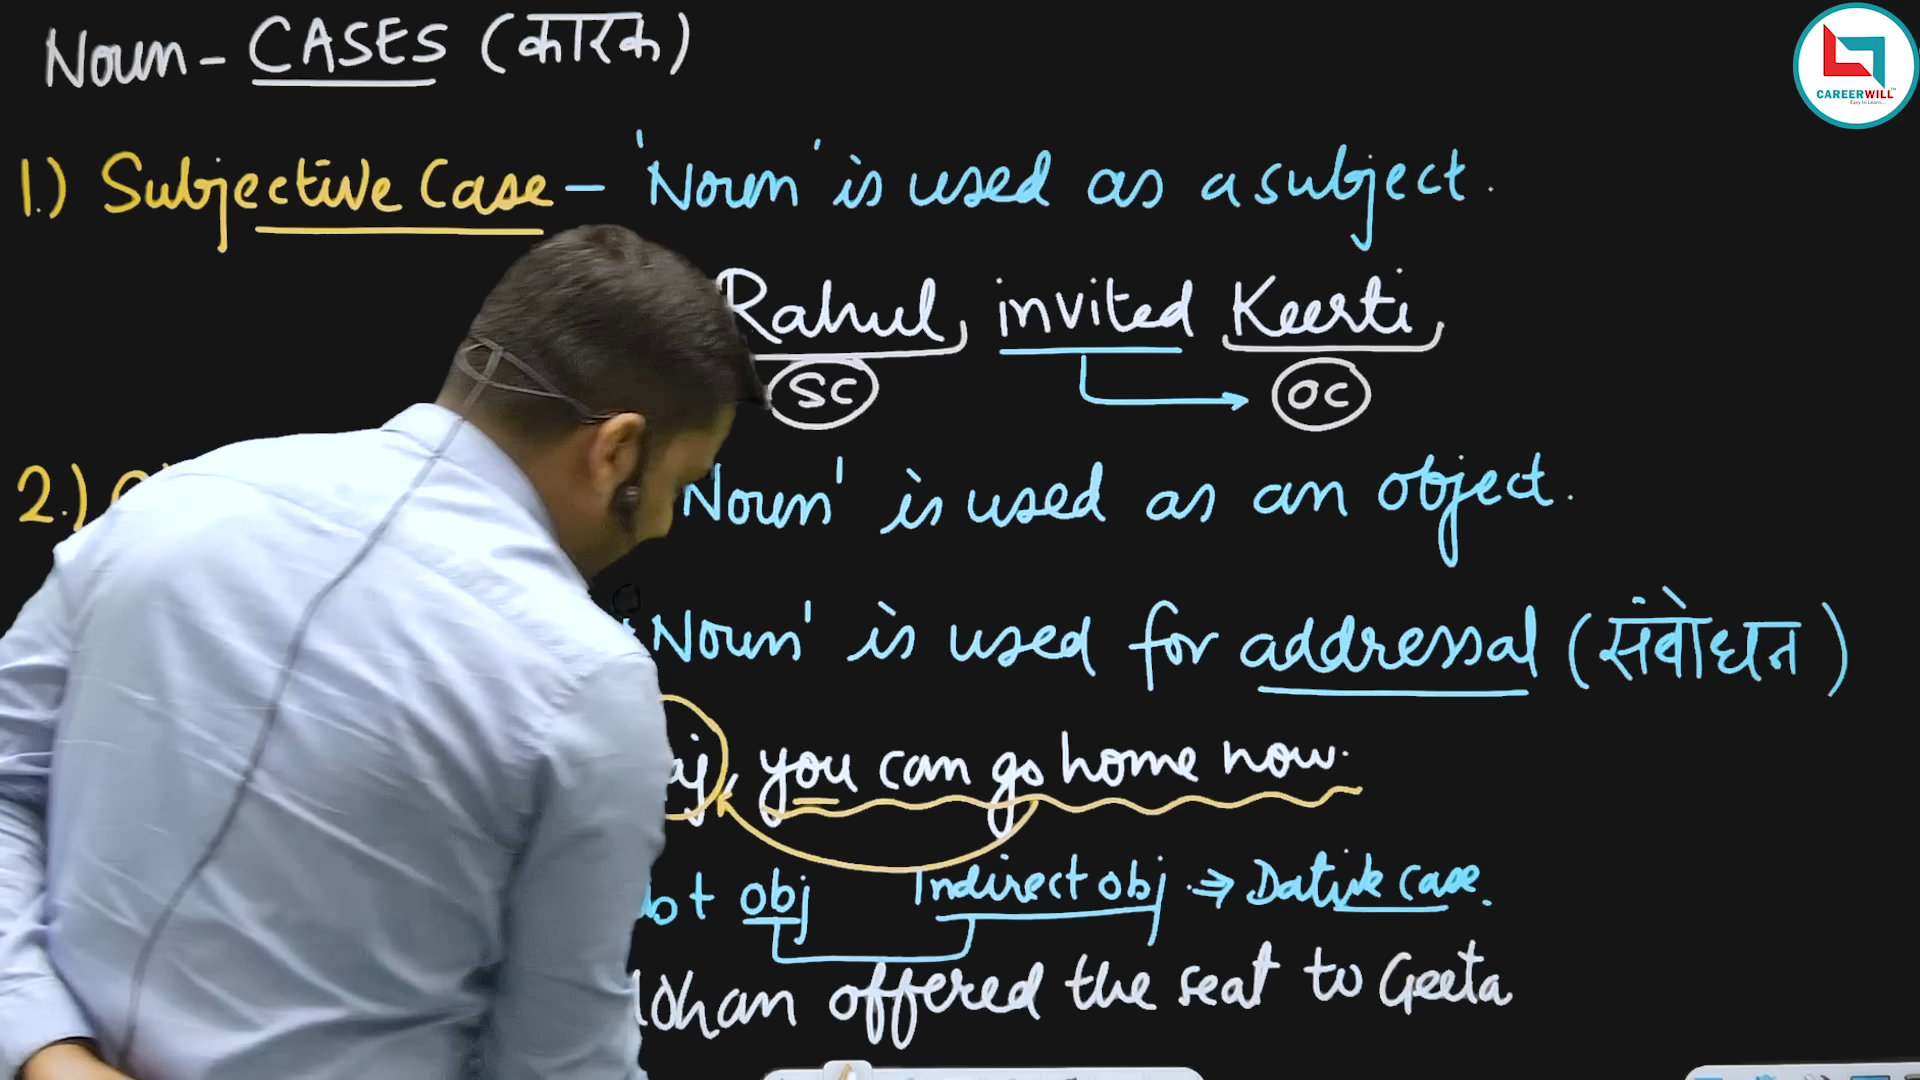 Noun - CASES (कारक)
CAREERWILL
1.) Subjective Case - 'Noun' is used as a subject.
Rahul invited Keerti
SC OC
2.) Noun' is used as an object.
Noun' is used for addressal (संबोधन)
you can go home now.
obj Indirect obj. → Dative case.
offered the seat to Geeta